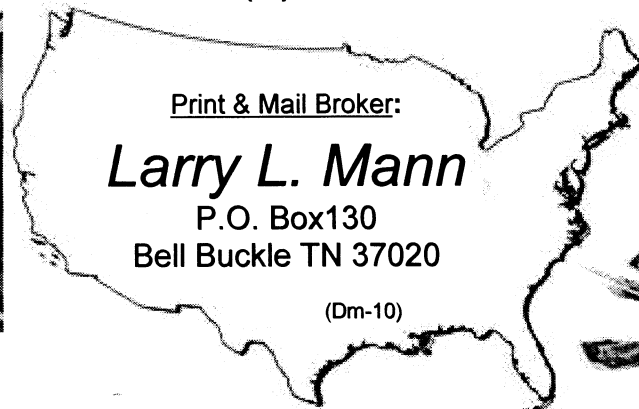 Print & Mail Broker:
Larry L. Mann
P.O. Box130
Bell Buckle TN 37020
(Dm-10)